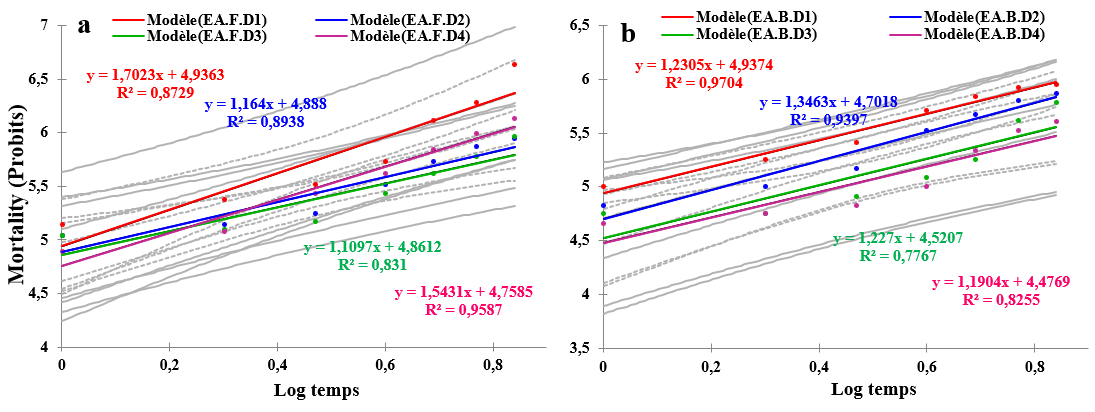 a
Modèle(EA.F.D1) Modèle(EA.F.D2)
Modèle(EA.F.D3) Modèle(EA.F.D4)
7
6,5
6
5,5
5
4,5
4
Mortality (Probits)
y = 1,7023x + 4,9363
R² = 0,8729
y = 1,164x + 4,888
R² = 0,8938
y = 1,1097x + 4,8612
R² = 0,831
y = 1,5431x + 4,7585
R² = 0,9587
0 0,2 0,4 0,6 0,8
Log temps
b
Modèle(EA.B.D1) Modèle(EA.B.D2)
Modèle(EA.B.D3) Modèle(EA.B.D4)
6,5
6
5,5
5
4,5
4
3,5
y = 1,2305x + 4,9374
R² = 0,9704
y = 1,3463x + 4,7018
R² = 0,9397
y = 1,227x + 4,5207
R² = 0,7767
y = 1,1904x + 4,4769
R² = 0,8255
0 0,2 0,4 0,6 0,8
Log temps